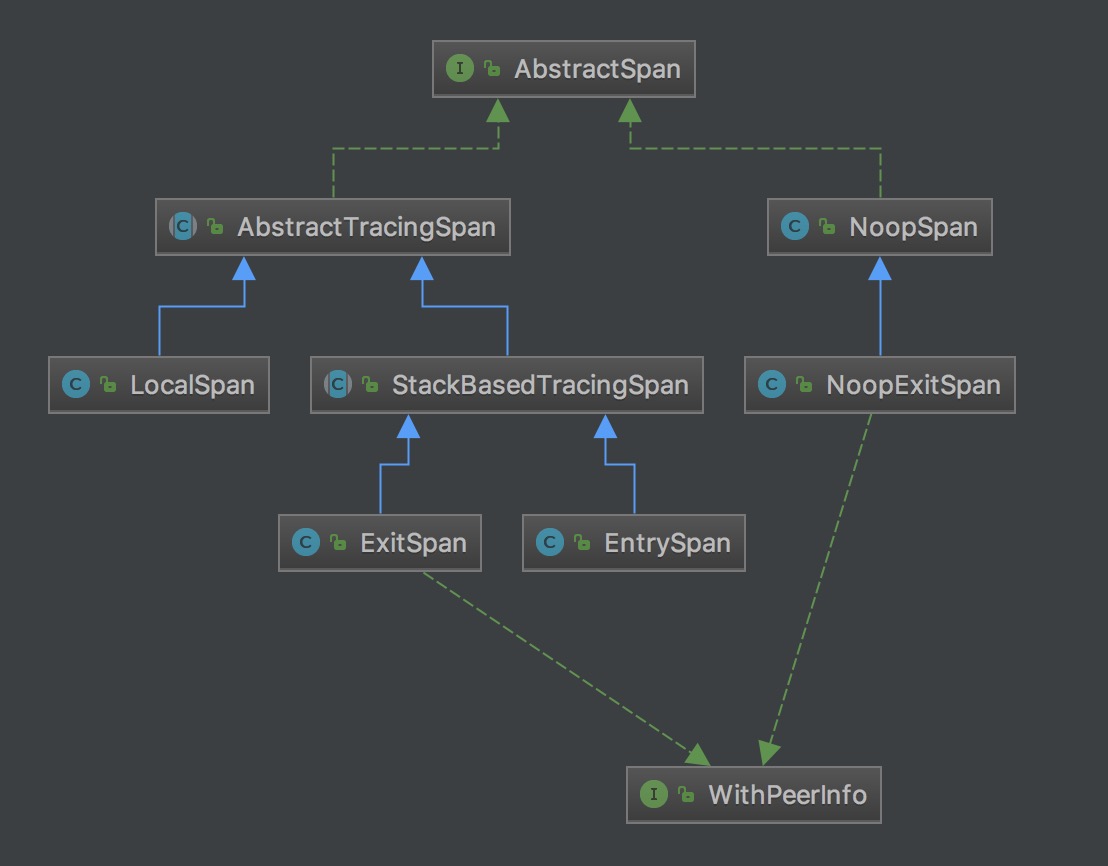 I AbstractSpan
C AbstractTracingSpan
C NoopSpan
C LocalSpan
C StackBasedTracingSpan
C NoopExitSpan
C ExitSpan
C EntrySpan
I WithPeerInfo